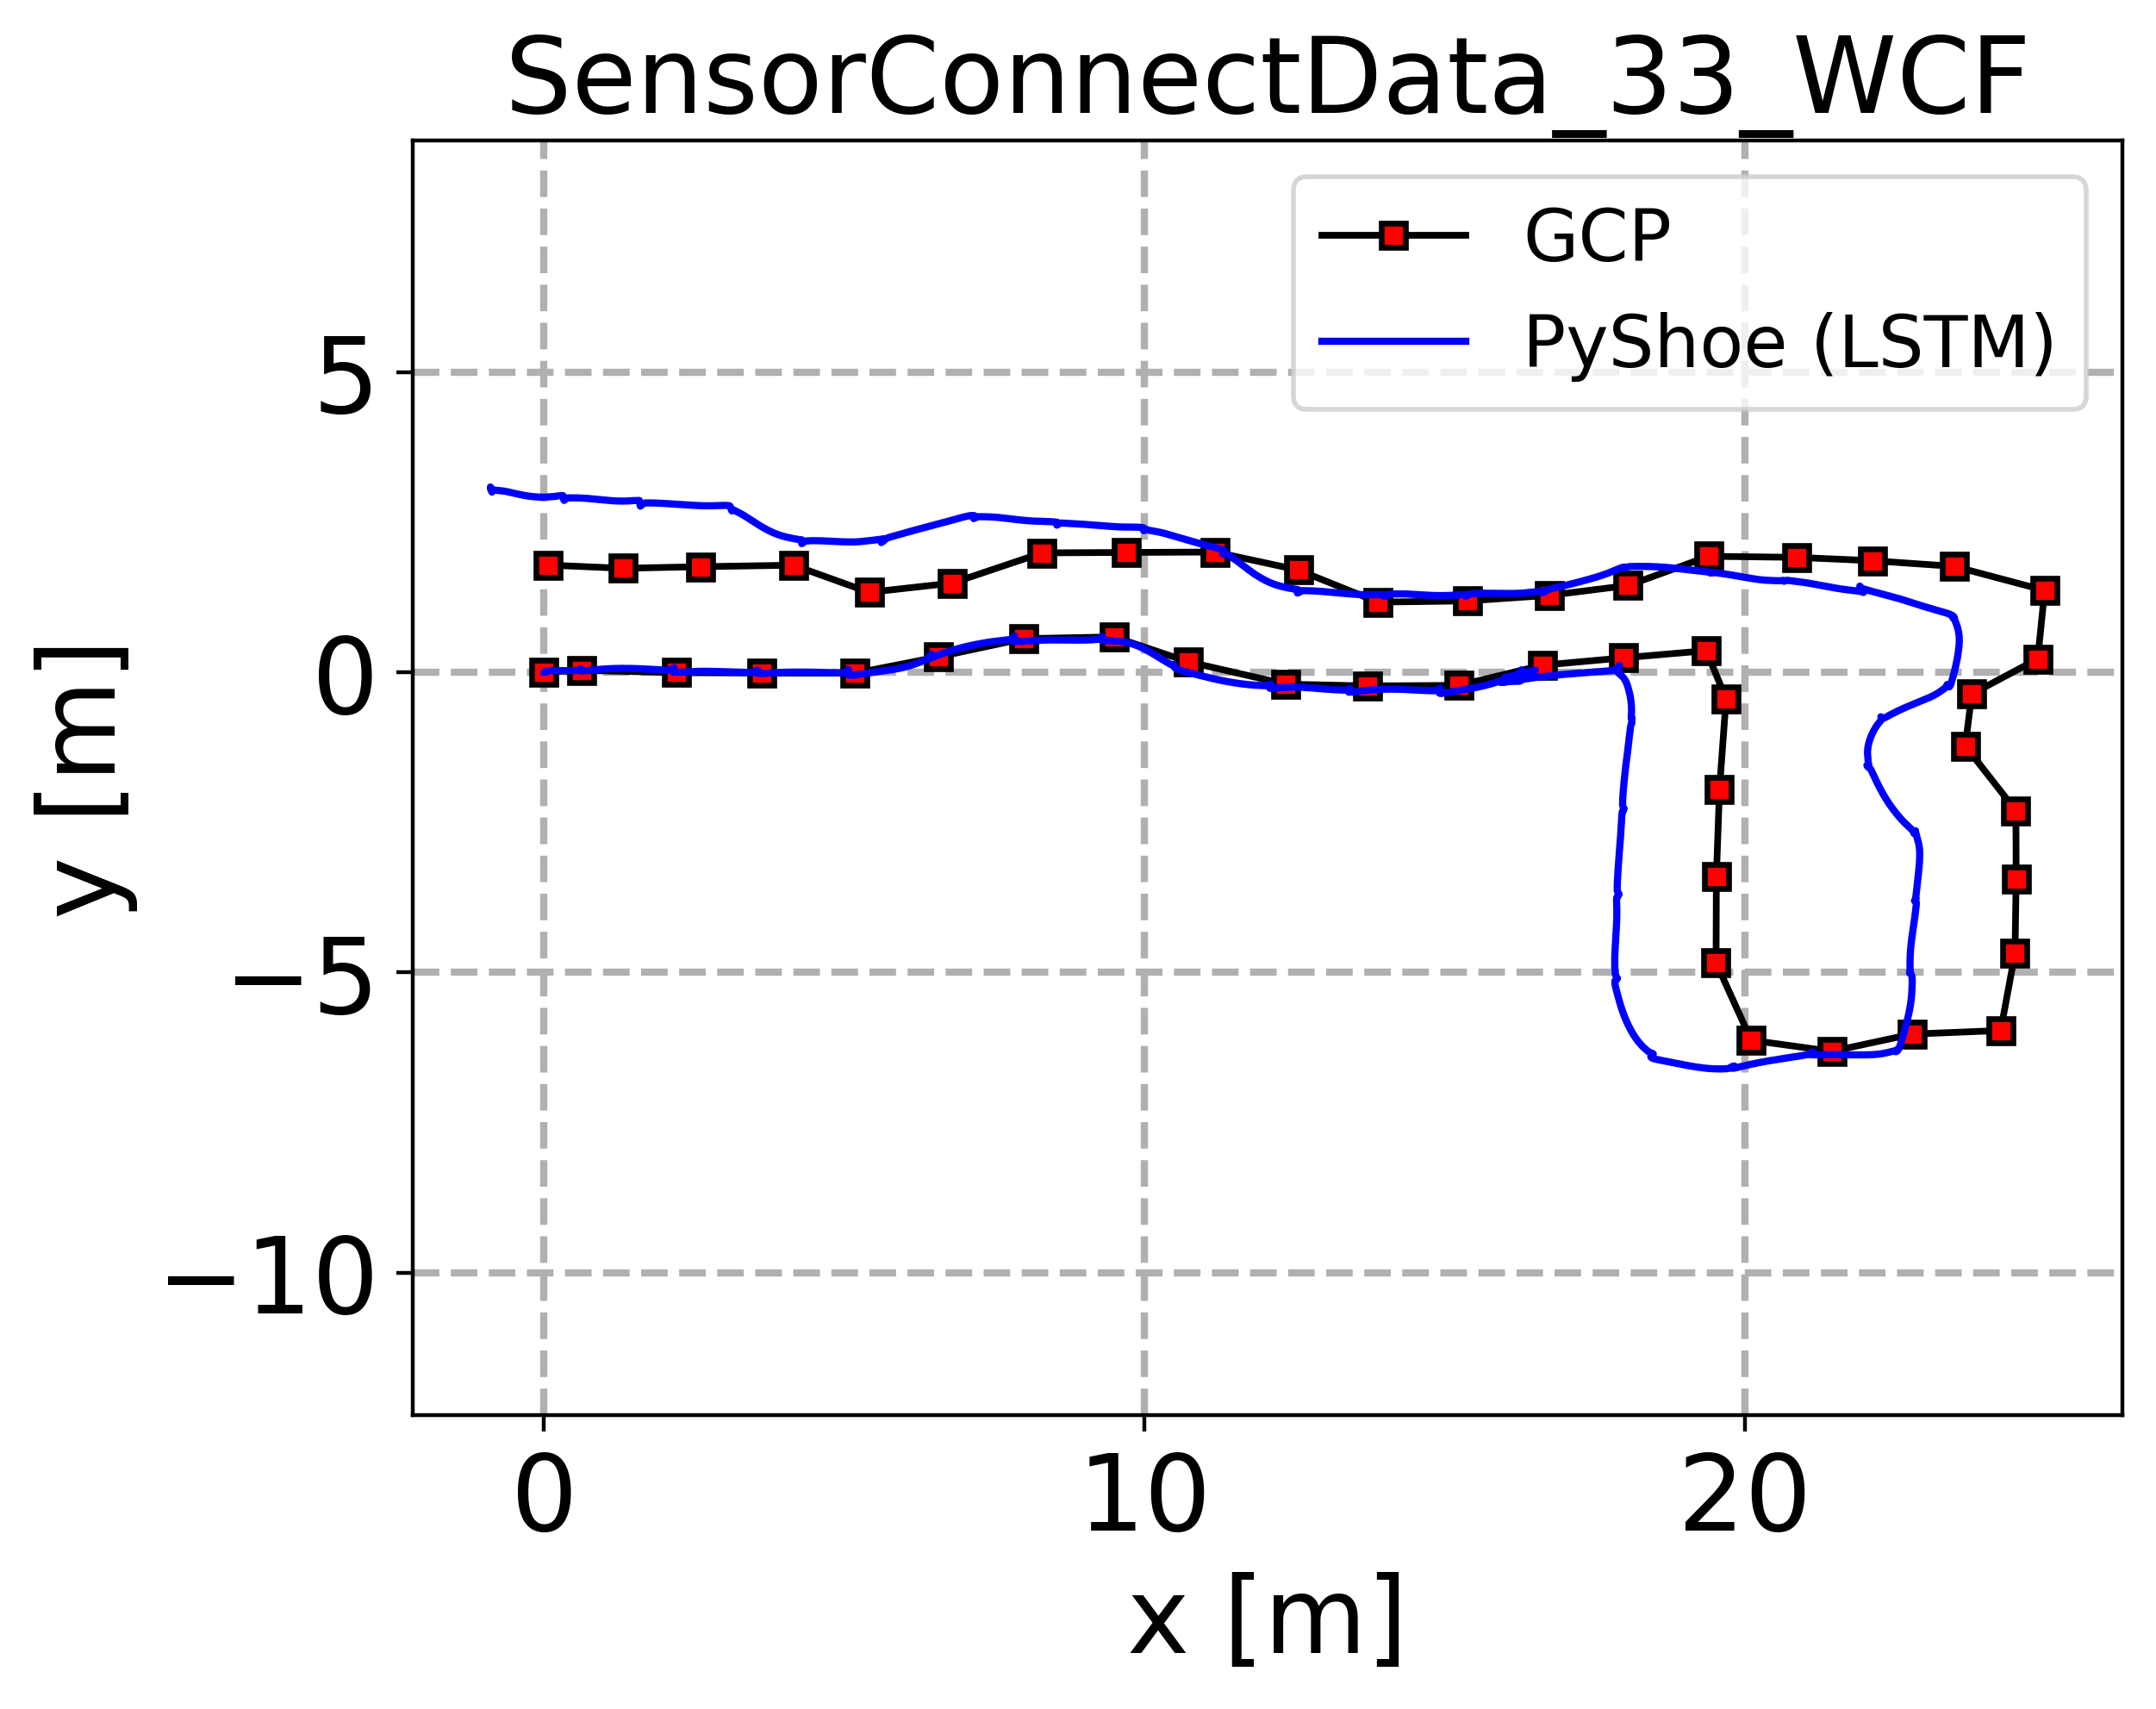 SensorConnectData_33_WCF
GCP
PyShoe (LSTM)
5
0
−5
−10
y [m]
0 10 20
x [m]